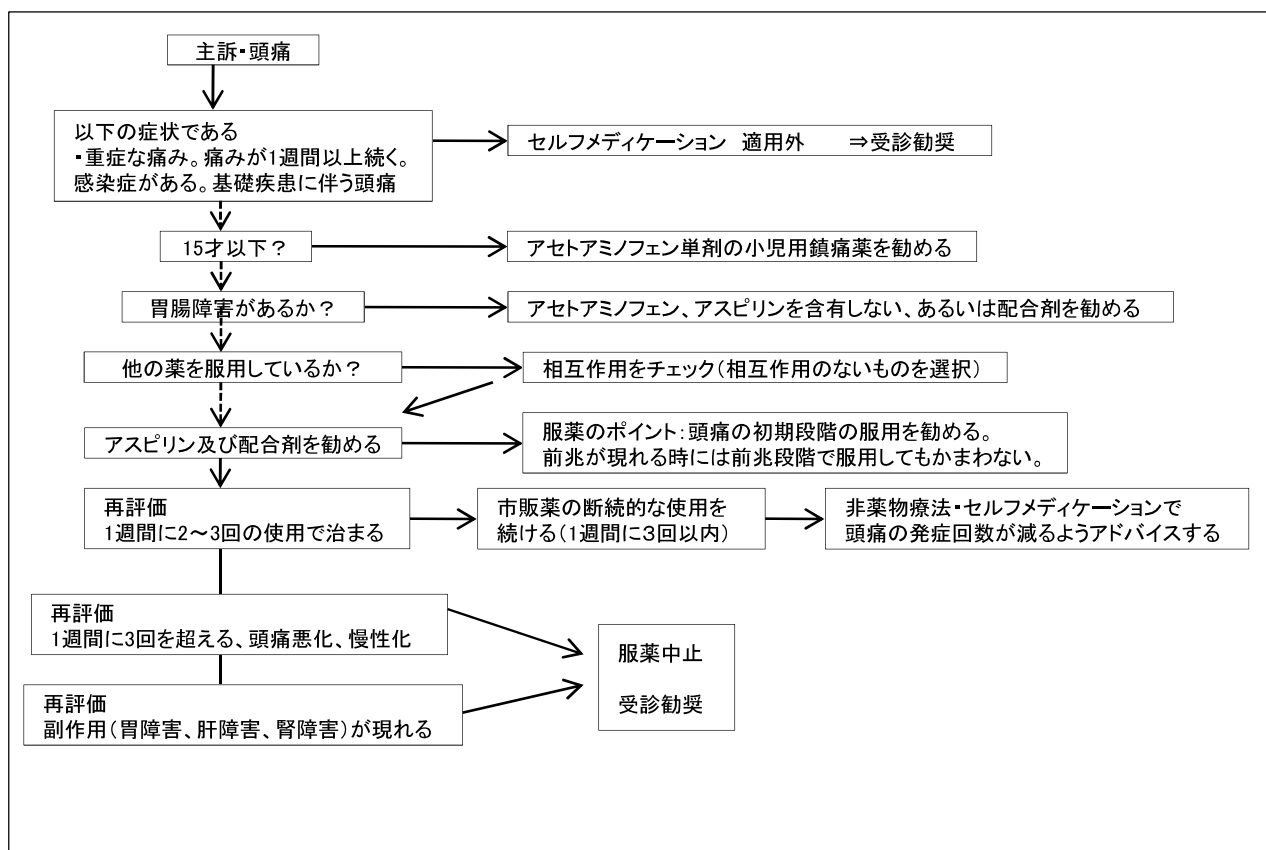 主訴・頭痛
以下の症状である
・重症な痛み。痛みが1週間以上続く。
感染症がある。基礎疾患に伴う頭痛
セルフメディケーション 適用外 ⇒受診勧奨
15才以下?
アセトアミノフェン単剤の小児用鎮痛薬を勧める
胃腸障害があるか?
アセトアミノフェン、アスピリンを含有しない、あるいは配合剤を勧める
他の薬を服用しているか?
相互作用をチェック(相互作用のないものを選択)
アスピリン及び配合剤を勧める
服薬のポイント:頭痛の初期段階の服用を勧める。
前兆が現れる時には前兆段階で服用してもかまわない。
再評価
1週間に2~3回の使用で治まる
市販薬の断続的な使用を
続ける(1週間に3回以内)
非薬物療法・セルフメディケーションで
頭痛の発症回数が減るようアドバイスする
再評価
1週間に3回を超える、頭痛悪化、慢性化
服薬中止
受診勧奨
再評価
副作用(胃障害、肝障害、腎障害)が現れる